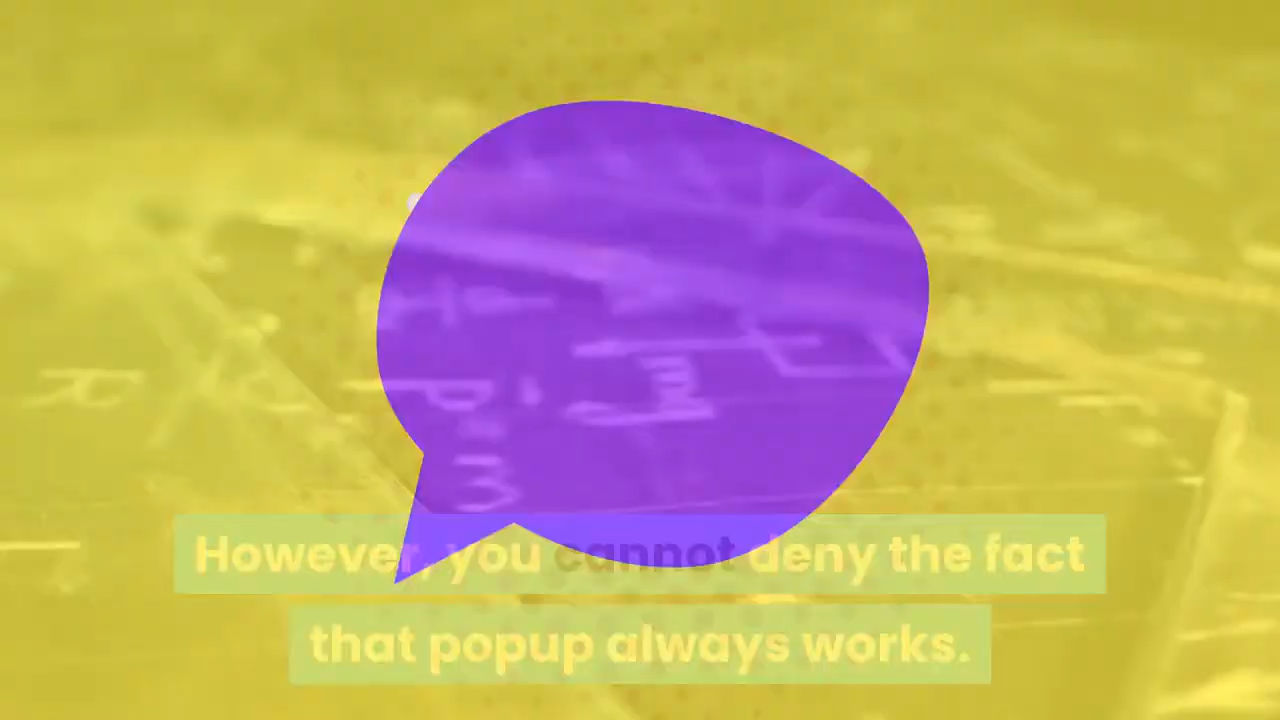 However, you cannot deny the fact
that popup always works.